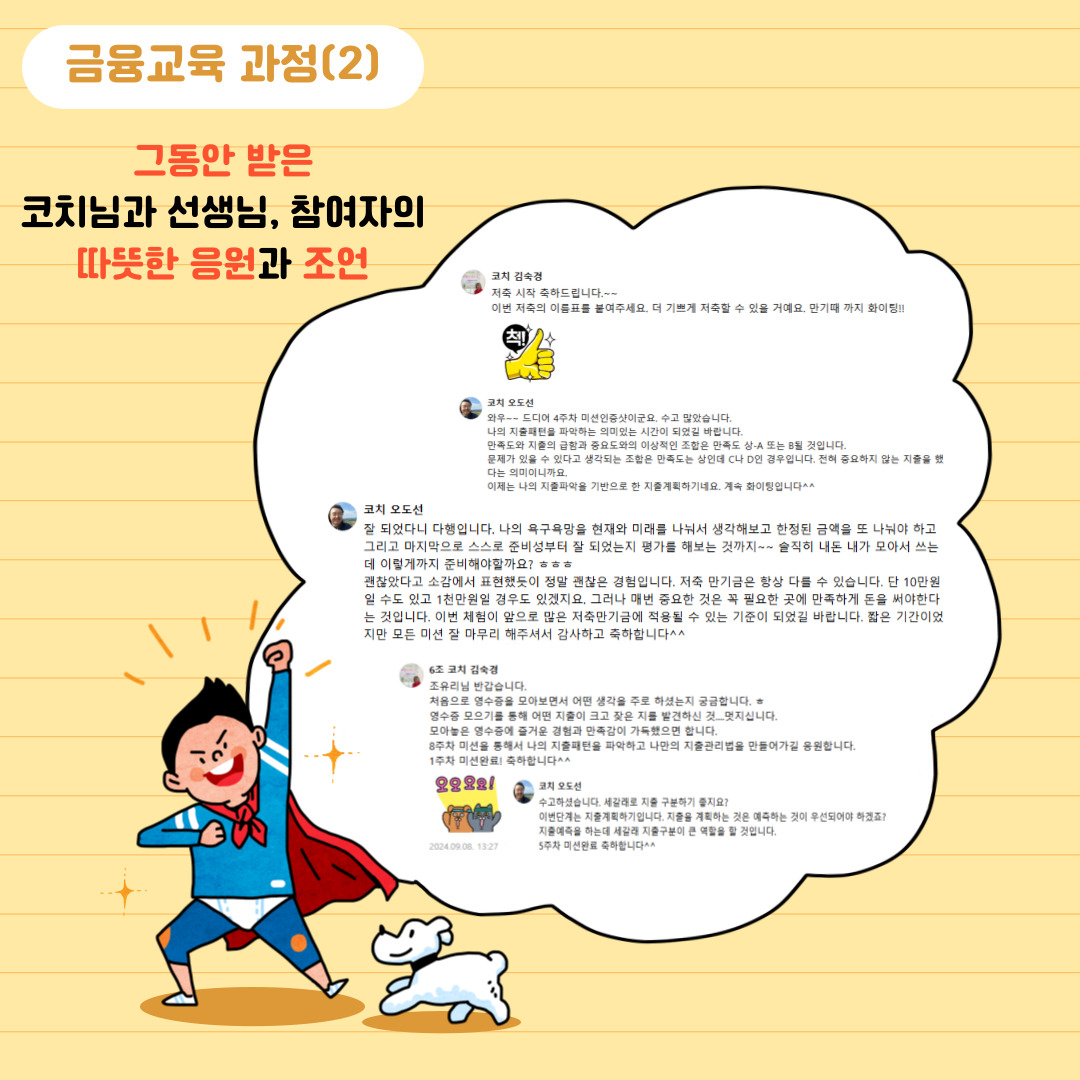 금융교육 과정(2)
그동안 받은
코치님과 선생님, 참여자의
따뜻한 응원과 조언
코치 김숙경
저축 시작 축하드립니다.~~
이번 저축의 이름표를 붙여주세요. 더 기쁘게 저축할 수 있을 거예요. 만기때 까지 화이팅!!
척!
코치 오도선
와우~~ 드디어 4주차 미션인증샷이군요. 수고 많았습니다.
나의 지출패턴을 파악하는 의미있는 시간이 되었길 바랍니다.
만족도와 지출의 급함과 중요도와의 이상적인 조합은 만족도 상-A 또는 B될 것입니다.
문제가 있을 수 있다고 생각되는 조합은 만족도는 상인데 C나 D인 경우입니다. 전혀 중요하지 않는 지출을 했
다는 의미이니까요.
이제는 나의 지출파악을 기반으로 한 지출계획하기네요. 계속 화이팅입니다^^
코치 오도선
잘 되었다니 다행입니다. 나의 욕구욕망을 현재와 미래를 나눠서 생각해보고 한정된 금액을 또 나눠야 하고
그리고 마지막으로 스스로 준비성부터 잘 되었는지 평가를 해보는 것까지~~ 솔직히 내돈 내가 모아서 쓰는
데 이렇게까지 준비해야할까요? ㅎㅎㅎ
괜찮았다고 소감에서 표현했듯이 정말 괜찮은 경험입니다. 저축 만기금은 항상 다를 수 있습니다. 단 10만원
일 수도 있고 1천만원일 경우도 있겠지요. 그러나 매번 중요한 것은 꼭 필요한 곳에 만족하게 돈을 써야한다
는 것입니다. 이번 체험이 앞으로 많은 저축만기금에 적용될 수 있는 기준이 되었길 바랍니다. 짧은 기간이었
지만 모든 미션 잘 마무리 해주셔서 감사하고 축하합니다^^
6조 코치 김숙경
조유리님 반갑습니다.
처음으로 영수증을 모아보면서 어떤 생각을 주로 하셨는지 궁금합니다. ㅎ
영수증 모으기를 통해 어떤 지출이 크고 잦은 지를 발견하신 것...멋지십니다.
모아놓은 영수증에 즐거운 경험과 만족감이 가득했으면 합니다.
8주차 미션을 통해서 나의 지출패턴을 파악하고 나만의 지출관리법을 만들어가길 응원합니다.
1주차 미션완료! 축하합니다^^
오오오오!
2024.09.08. 13:27
코치 오도선
수고하셨습니다. 세갈래로 지출 구분하기 좋지요?
이번단계는 지출계획하기입니다. 지출을 계획하는 것은 예측하는 것이 우선되어야 하겠죠?
지출예측을 하는데 세갈래 지출구분이 큰 역할을 할 것입니다.
5주차 미션완료 축하합니다^^